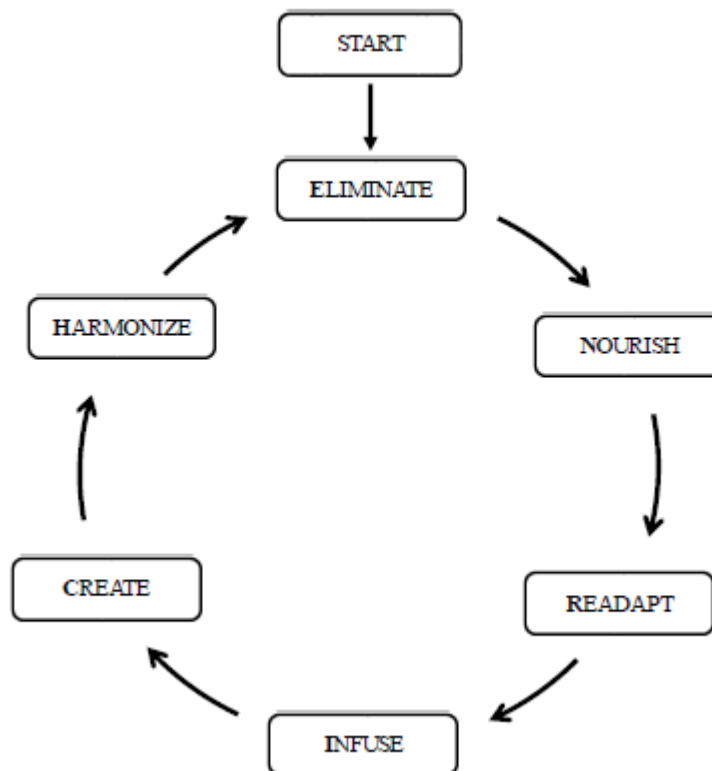 START
ELIMINATE
NOURISH
READAPT
INFUSE
CREATE
HARMONIZE